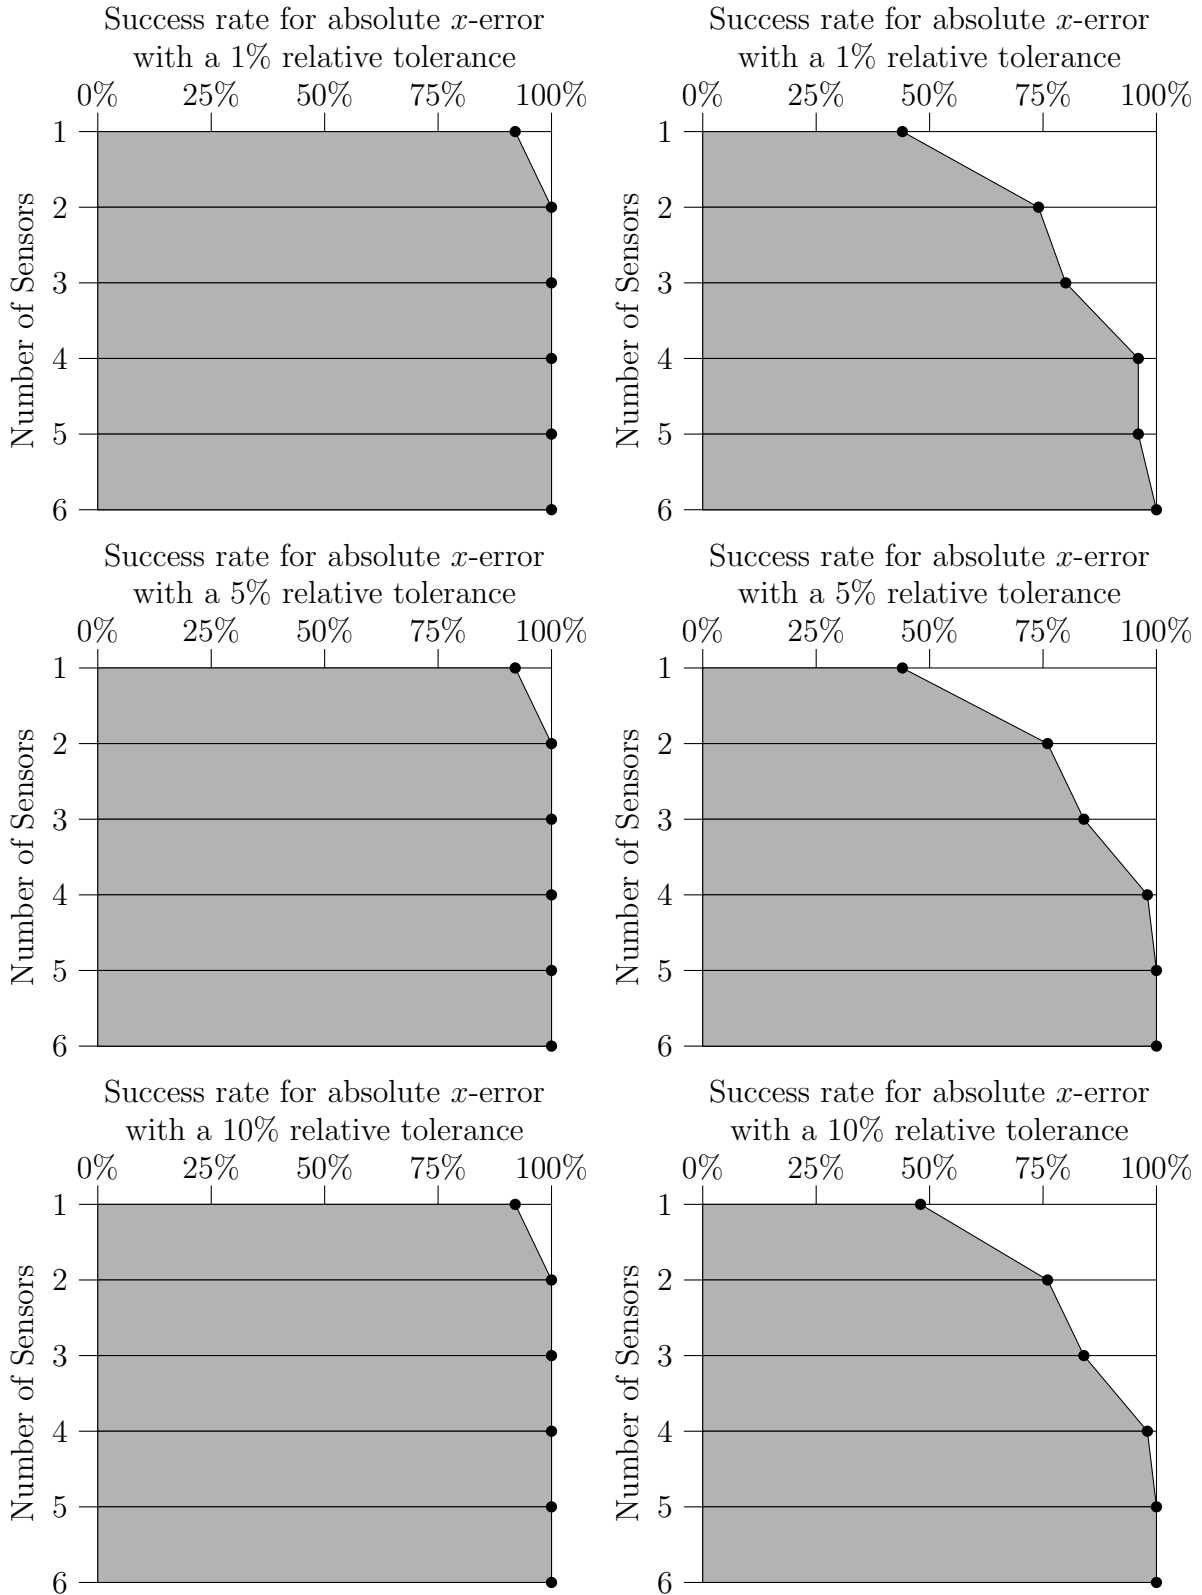 Success rate for absolute x-error
with a 1% relative tolerance
0% 25% 50% 75% 100%
1
2
3
4
5
6
Number of Sensors
Success rate for absolute x-error
with a 1% relative tolerance
0% 25% 50% 75% 100%
1
2
3
4
5
6
Number of Sensors
Success rate for absolute x-error
with a 5% relative tolerance
0% 25% 50% 75% 100%
1
2
3
4
5
6
Number of Sensors
Success rate for absolute x-error
with a 5% relative tolerance
0% 25% 50% 75% 100%
1
2
3
4
5
6
Number of Sensors
Success rate for absolute x-error
with a 10% relative tolerance
0% 25% 50% 75% 100%
1
2
3
4
5
6
Number of Sensors
Success rate for absolute x-error
with a 10% relative tolerance
0% 25% 50% 75% 100%
1
2
3
4
5
6
Number of Sensors